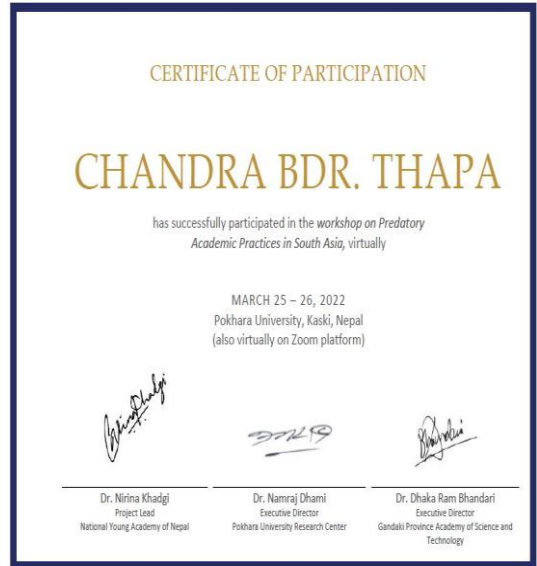 CERTIFICATE OF PARTICIPATION
CHANDRA BDR. THAPA
has successfully participated in the workshop on Predatory
Academic Practices in South Asia, virtually
MARCH 25 – 26, 2022
Pokhara University, Kaski, Nepal
(also virtually on Zoom platform)
Dr. Nirina Khadgi
Project Lead
National Young Academy of Nepal
Dr. Namraj Dhami
Executive Director
Pokhara University Research Center
Dr. Dhaka Ram Bhandari
Executive Director
Gandaki Province Academy of Science and
Technology